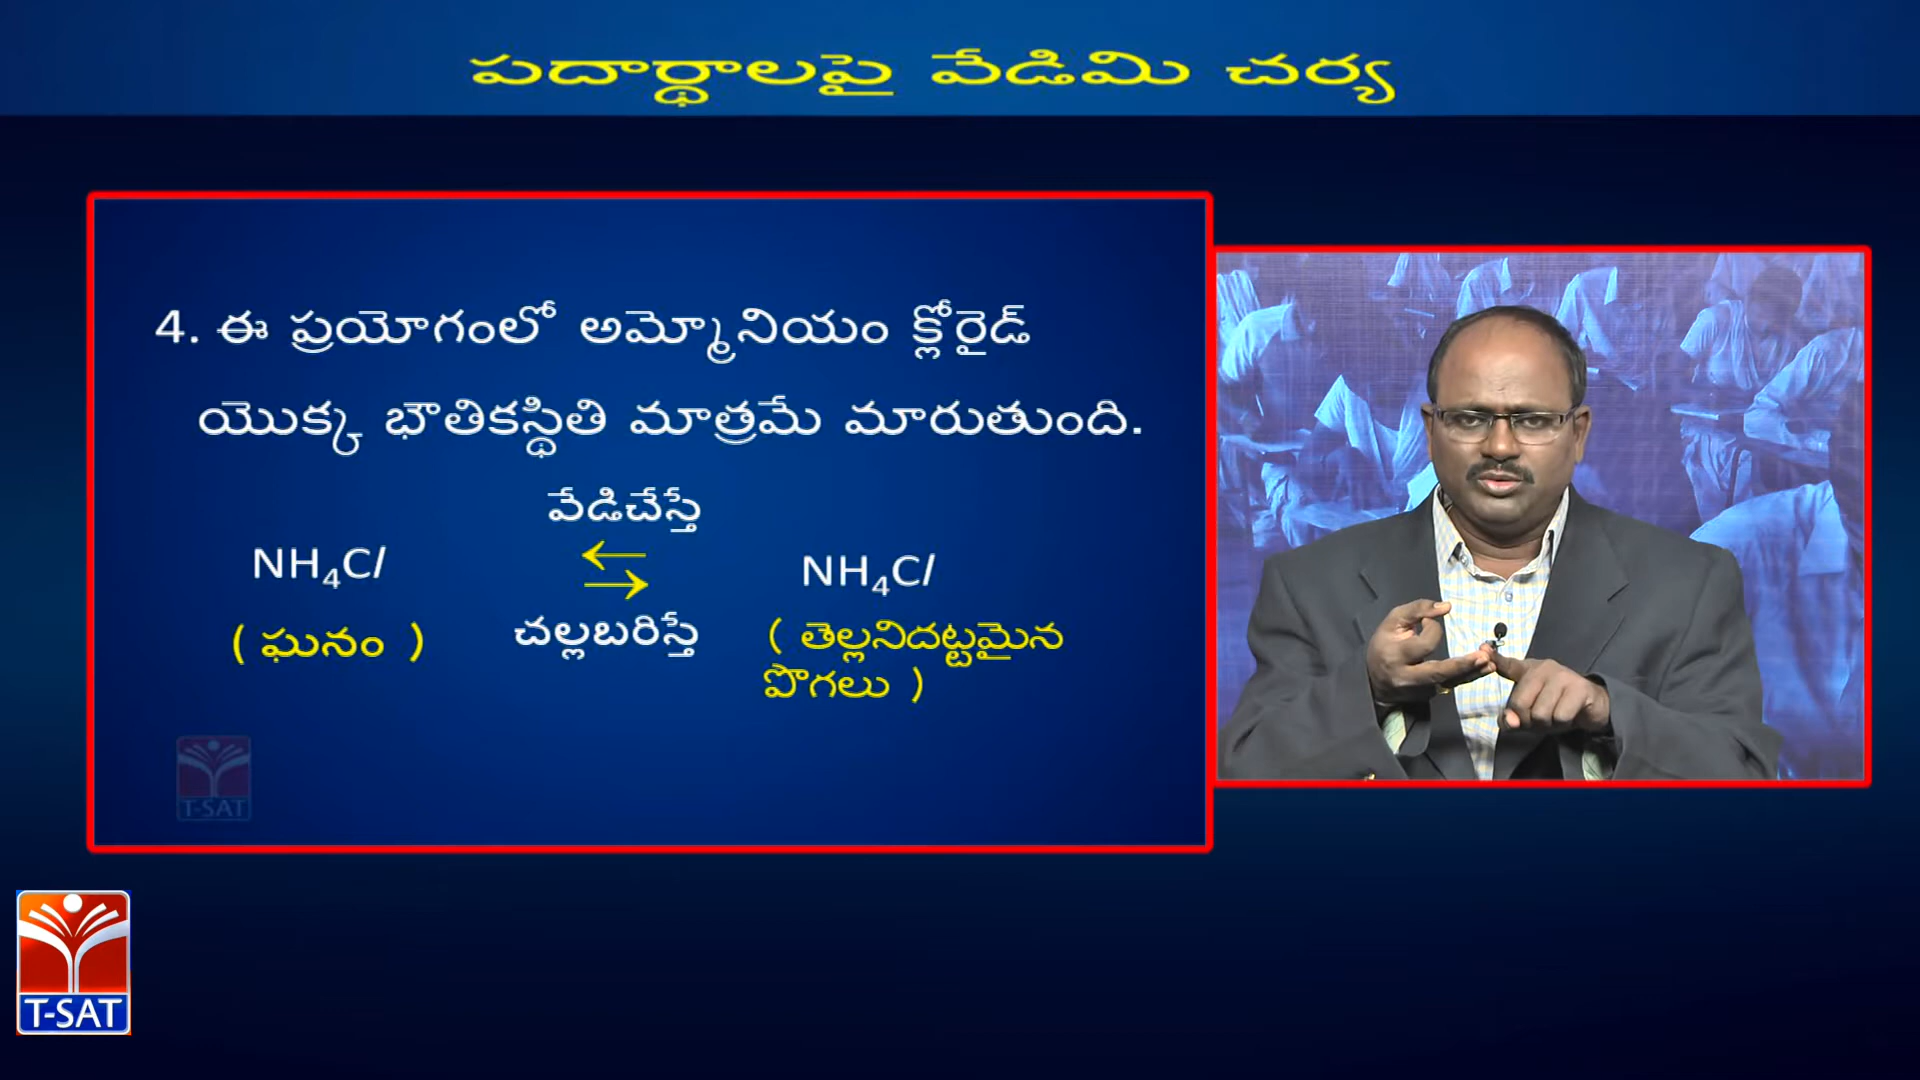 పదార్థాలపై వేడిమి చర్య
4. ఈ ప్రయోగంలో అమ్మోనియం క్లోరైడ్
యొక్క భౌతికస్థితి మాత్రమే మారుతుంది.
వేడిచేస్తే
NH₄Cl
NH₄Cl
( ఘనం )
చల్లబరిస్తే
( తెల్లనిదట్టమైన
పొగలు )
T-SAT
T-SAT